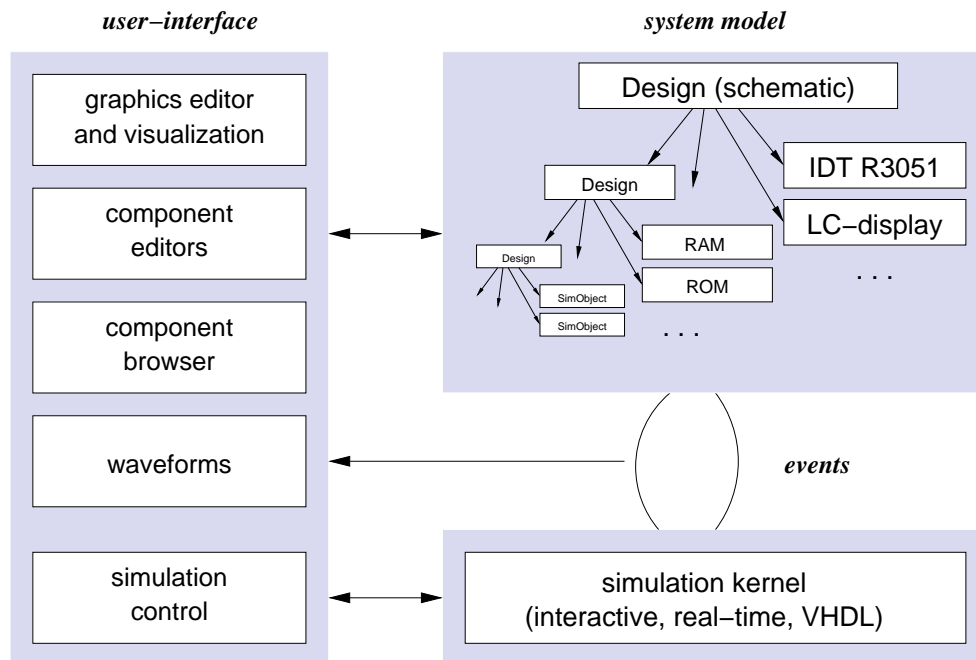 user−interface
graphics editor
and visualization
component
editors
component
browser
waveforms
simulation
control
system model
Design (schematic)
IDT R3051
LC−display
. . .
Design
RAM
ROM
. . .
Design
SimObject
SimObject
events
simulation kernel
(interactive, real−time, VHDL)